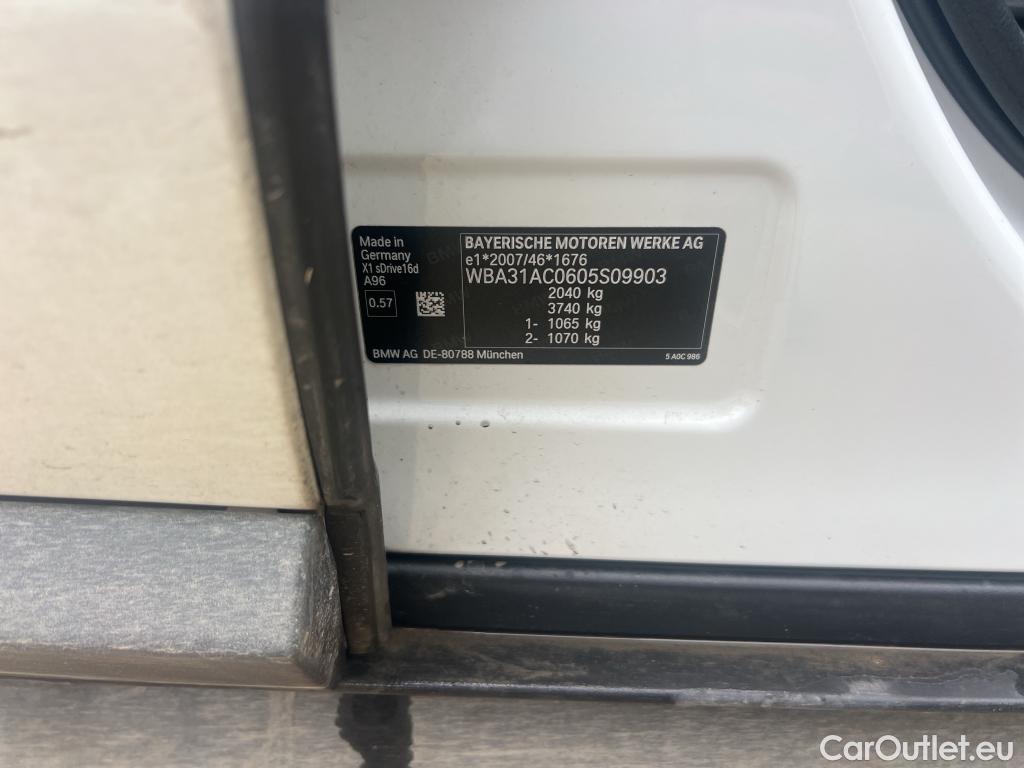 Made in
Germany
X1 sDrive16d
A96
0.57
BAYERISCHE MOTOREN WERKE AG
e1*2007/46*1676
WBA31AC0605S09903
2040 kg
3740 kg
1- 1065 kg
2- 1070 kg
BMW AG DE-80788 München
5 A0C 986
CarOutlet.eu